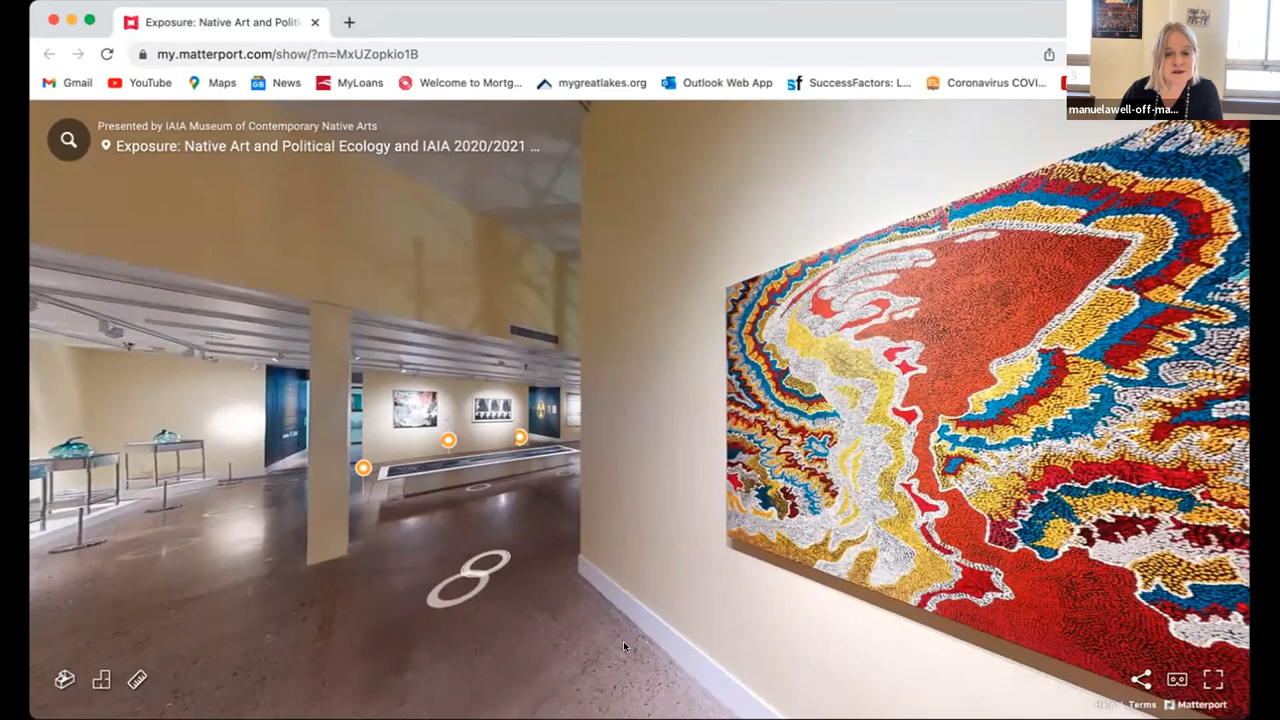 Exposure: Native Art and Politi
my.matterport.com/show/?m=MxUZopkio1B
Gmail
YouTube
Maps
News
MyLoans
Welcome to Mortg...
mygreatlakes.org
Outlook Web App
SuccessFactors: L...
Coronavirus COVI...
manuelawell-off-ma...
Presented by IAIA Museum of Contemporary Native Arts
Exposure: Native Art and Political Ecology and IAIA 2020/2021 ...
Help
Terms
Matterport